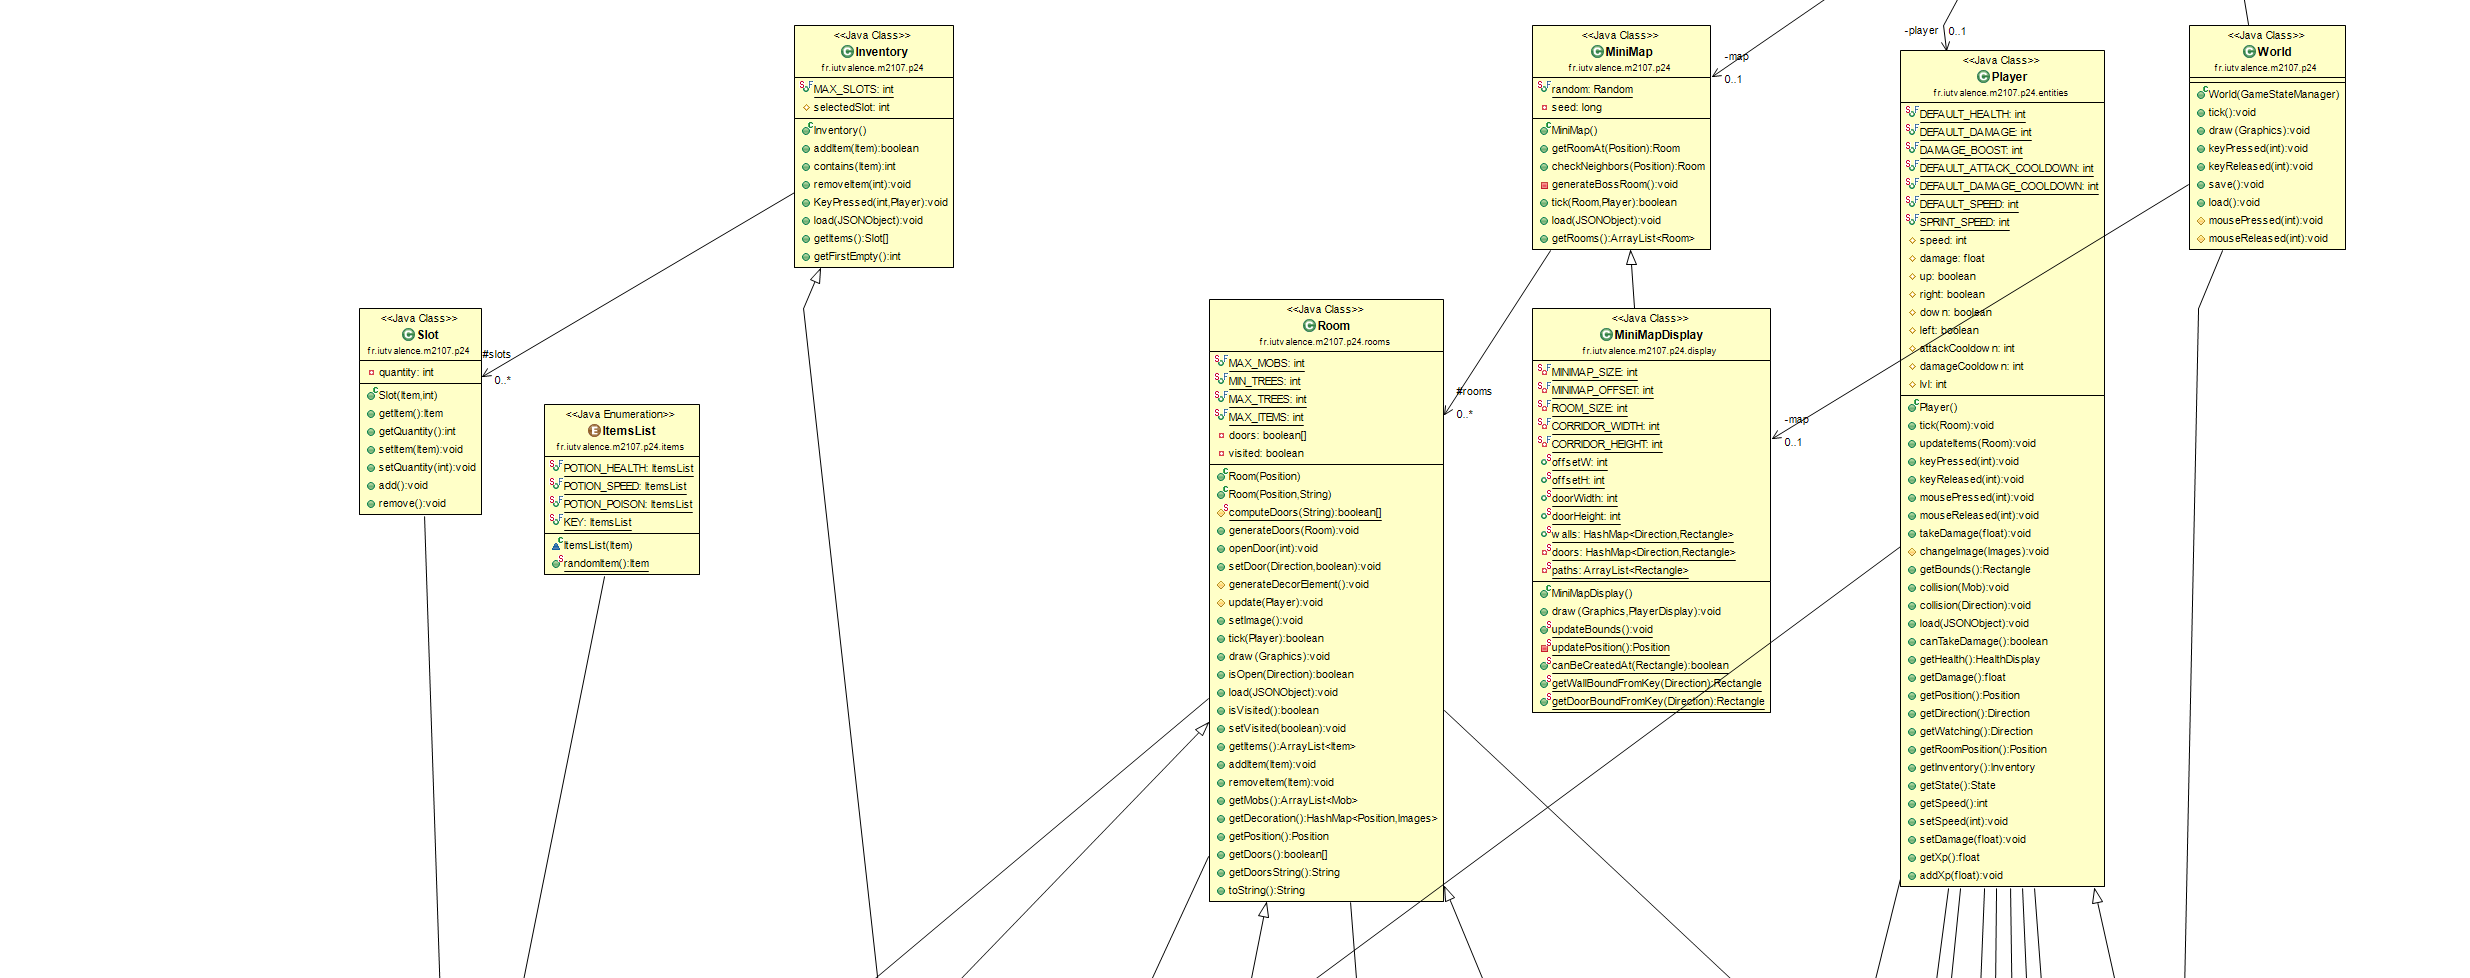 <<Java Class>>
Inventory
fr.iutvalence.m2107.p24
MAX_SLOTS: int
selectedSlot: int
Inventory()
addItem(Item):boolean
contains(Item):int
removeItem(int):void
KeyPressed(int,Player):void
load(JSONObject):void
getItems():Slot[]
getFirstEmpty():int
<<Java Class>>
MiniMap
fr.iutvalence.m2107.p24
random: Random
seed: long
MiniMap()
getRoomAt(Position):Room
checkNeighbors(Position):Room
generateBossRoom():void
tick(Room,Player):boolean
load(JSONObject):void
getRooms():ArrayList<Room>
-map
0..1
-player
0..1
<<Java Class>>
Player
fr.iutvalence.m2107.p24.entities
DEFAULT_HEALTH: int
DEFAULT_DAMAGE: int
DAMAGE_BOOST: int
DEFAULT_ATTACK_COOLDOWN: int
DEFAULT_DAMAGE_COOLDOWN: int
DEFAULT_SPEED: int
SPRINT_SPEED: int
speed: int
damage: float
up: boolean
right: boolean
down: boolean
left: boolean
attackCooldown: int
damageCooldown: int
lvl: int
Player()
tick(Room):void
updateItems(Room):void
keyPressed(int):void
keyReleased(int):void
mousePressed(int):void
mouseReleased(int):void
takeDamage(float):void
changeImage(Images):void
getBounds():Rectangle
collision(Mob):void
collision(Direction):void
load(JSONObject):void
canTakeDamage():boolean
getHealth():HealthDisplay
getDamage():float
getPosition():Position
getDirection():Direction
getWatching():Direction
getRoomPosition():Position
getInventory():Inventory
getState():State
getSpeed():int
setSpeed(int):void
setDamage(float):void
getXp():float
addXp(float):void
<<Java Class>>
World
fr.iutvalence.m2107.p24
World(GameStateManager)
tick():void
draw(Graphics):void
keyPressed(int):void
keyReleased(int):void
save():void
load():void
mousePressed(int):void
mouseReleased(int):void
<<Java Class>>
Slot
fr.iutvalence.m2107.p24
quantity: int
Slot(Item,int)
getItem():Item
getQuantity():int
setItem(Item):void
setQuantity(int):void
add():void
remove():void
#slots
0..*
<<Java Enumeration>>
ItemsList
fr.iutvalence.m2107.p24.items
POTION_HEALTH: ItemsList
POTION_SPEED: ItemsList
POTION_POISON: ItemsList
KEY: ItemsList
ItemsList(Item)
randomItem():Item
<<Java Class>>
Room
fr.iutvalence.m2107.p24.rooms
MAX_MOBS: int
MIN_TREES: int
MAX_TREES: int
MAX_ITEMS: int
doors: boolean[]
visited: boolean
Room(Position)
Room(Position,String)
computeDoors(String):boolean[]
generateDoors(Room):void
openDoor(int):void
setDoor(Direction,boolean):void
generateDecorElement():void
update(Player):void
setImage():void
tick(Player):boolean
draw(Graphics):void
isOpen(Direction):boolean
load(JSONObject):void
isVisited():boolean
setVisited(boolean):void
getItems():ArrayList<Item>
addItem(Item):void
removeItem(Item):void
getMobs():ArrayList<Mob>
getDecoration():HashMap<Position,Images>
getPosition():Position
getDoors():boolean[]
getDoorsString():String
toString():String
#rooms
0..*
<<Java Class>>
MiniMapDisplay
fr.iutvalence.m2107.p24.display
MINIMAP_SIZE: int
MINIMAP_OFFSET: int
ROOM_SIZE: int
CORRIDOR_WIDTH: int
CORRIDOR_HEIGHT: int
offsetW: int
offsetH: int
doorWidth: int
doorHeight: int
walls: HashMap<Direction,Rectangle>
doors: HashMap<Direction,Rectangle>
paths: ArrayList<Rectangle>
MiniMapDisplay()
draw(Graphics,PlayerDisplay):void
updateBounds():void
updatePosition():Position
canBeCreatedAt(Rectangle):boolean
getWallBoundFromKey(Direction):Rectangle
getDoorBoundFromKey(Direction):Rectangle
-map
0..1